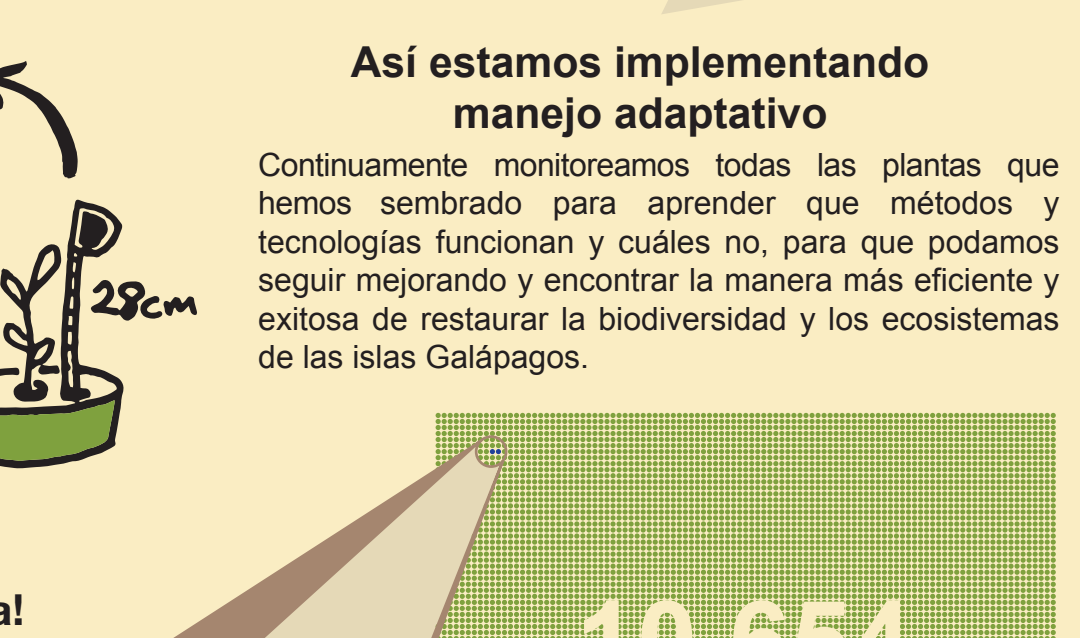 Así estamos implementando
manejo adaptativo
Continuamente monitoreamos todas las plantas que
hemos sembrado para aprender que métodos y
tecnologías funcionan y cuáles no, para que podamos
seguir mejorando y encontrar la manera más eficiente y
exitosa de restaurar la biodiversidad y los ecosistemas
de las islas Galápagos.
28cm
a!
10,654